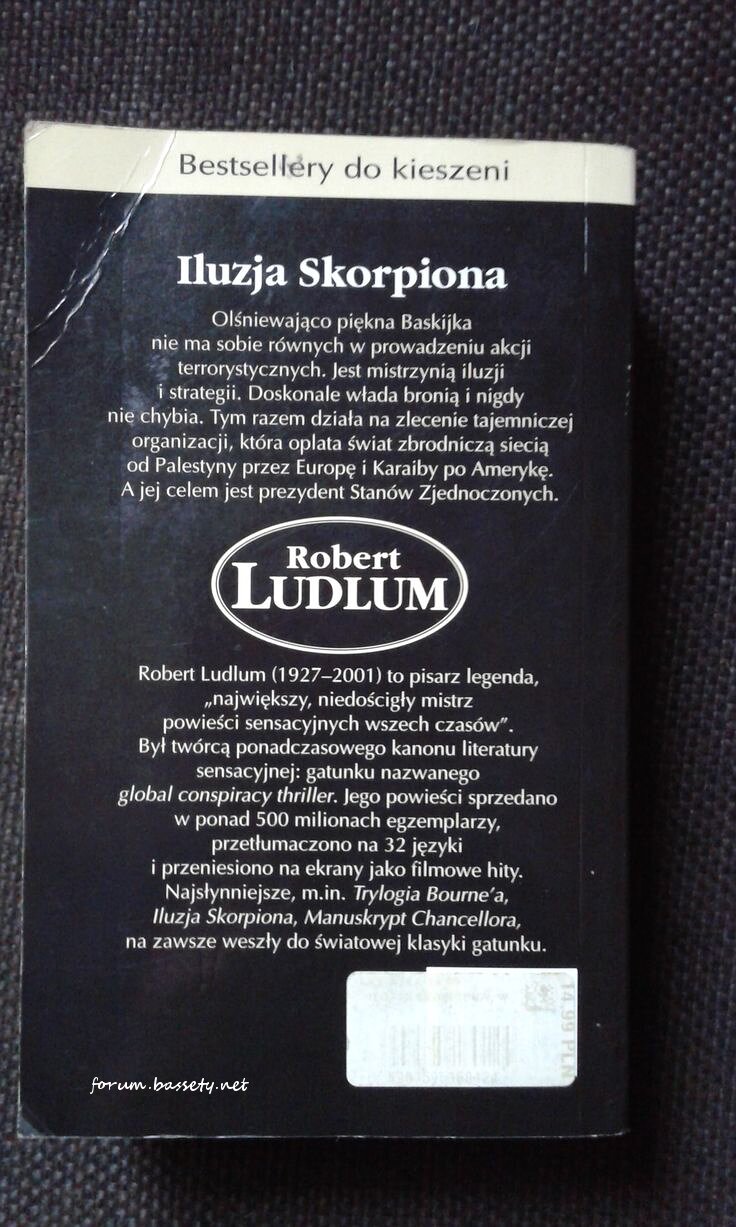 Bestsellery do kieszeni
Iluzja Skorpiona
Olśniewająco piękna Baskijka
nie ma sobie równych w prowadzeniu akcji
terrorystycznych. Jest mistrzynią iluzji
i strategii. Doskonale włada bronią i nigdy
nie chybia. Tym razem działa na zlecenie tajemniczej
organizacji, która oplata świat zbrodniczą siecią
od Palestyny przez Europę i Karaiby po Amerykę.
A jej celem jest prezydent Stanów Zjednoczonych.
Robert
LUDLUM
Robert Ludlum (1927–2001) to pisarz legenda,
„największy, niedościgły mistrz
powieści sensacyjnych wszech czasów”.
Był twórcą ponadczasowego kanonu literatury
sensacyjnej: gatunku nazwanego
global conspiracy thriller. Jego powieści sprzedano
w ponad 500 milionach egzemplarzy,
przetłumaczono na 32 języki
i przeniesiono na ekrany jako filmowe hity.
Najsłynniejsze, m.in. Trylogia Bourne’a,
Iluzja Skorpiona, Manuskrypt Chancellora,
na zawsze weszły do światowej klasyki gatunku.
14,99 PLN
forum.bassety.net